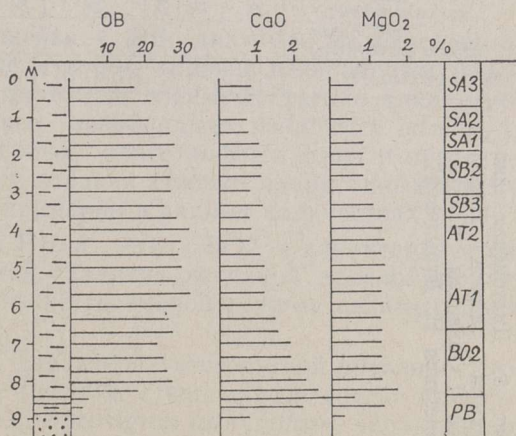 OB CaO MgO2
10 20 30 1 2 1 2 %
м
0 SA3
1 SA2
SA1
2 SB2
3 SB3
4 AT2
5 AT1
6
7 BO2
8
9 PB